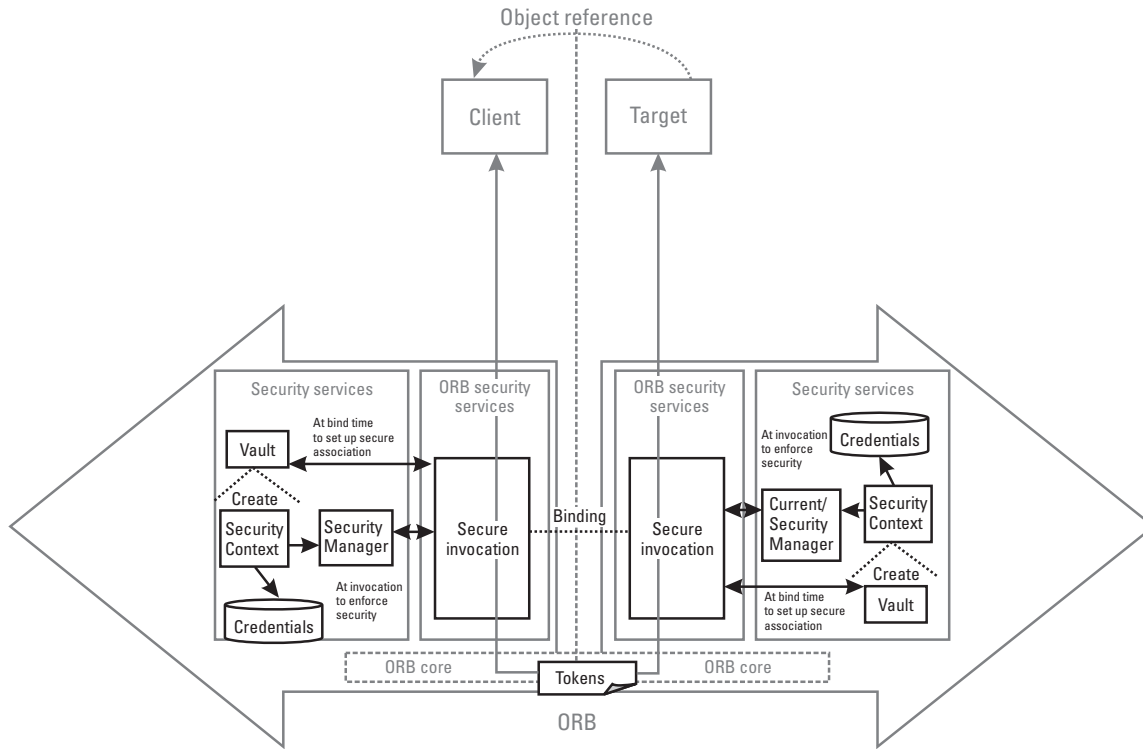 Object reference
Client
Target
Security services
ORB security
services
ORB security
services
Security services
At bind time
to set up secure
association
Vault
Create
Security
Context
Security
Manager
At invocation
to enforce
security
Credentials
Secure
invocation
Binding
Secure
invocation
At invocation
to enforce
security
Credentials
Current/
Security
Manager
Security
Context
Create
At bind time
to set up secure
association
Vault
ORB core
Tokens
ORB core
ORB